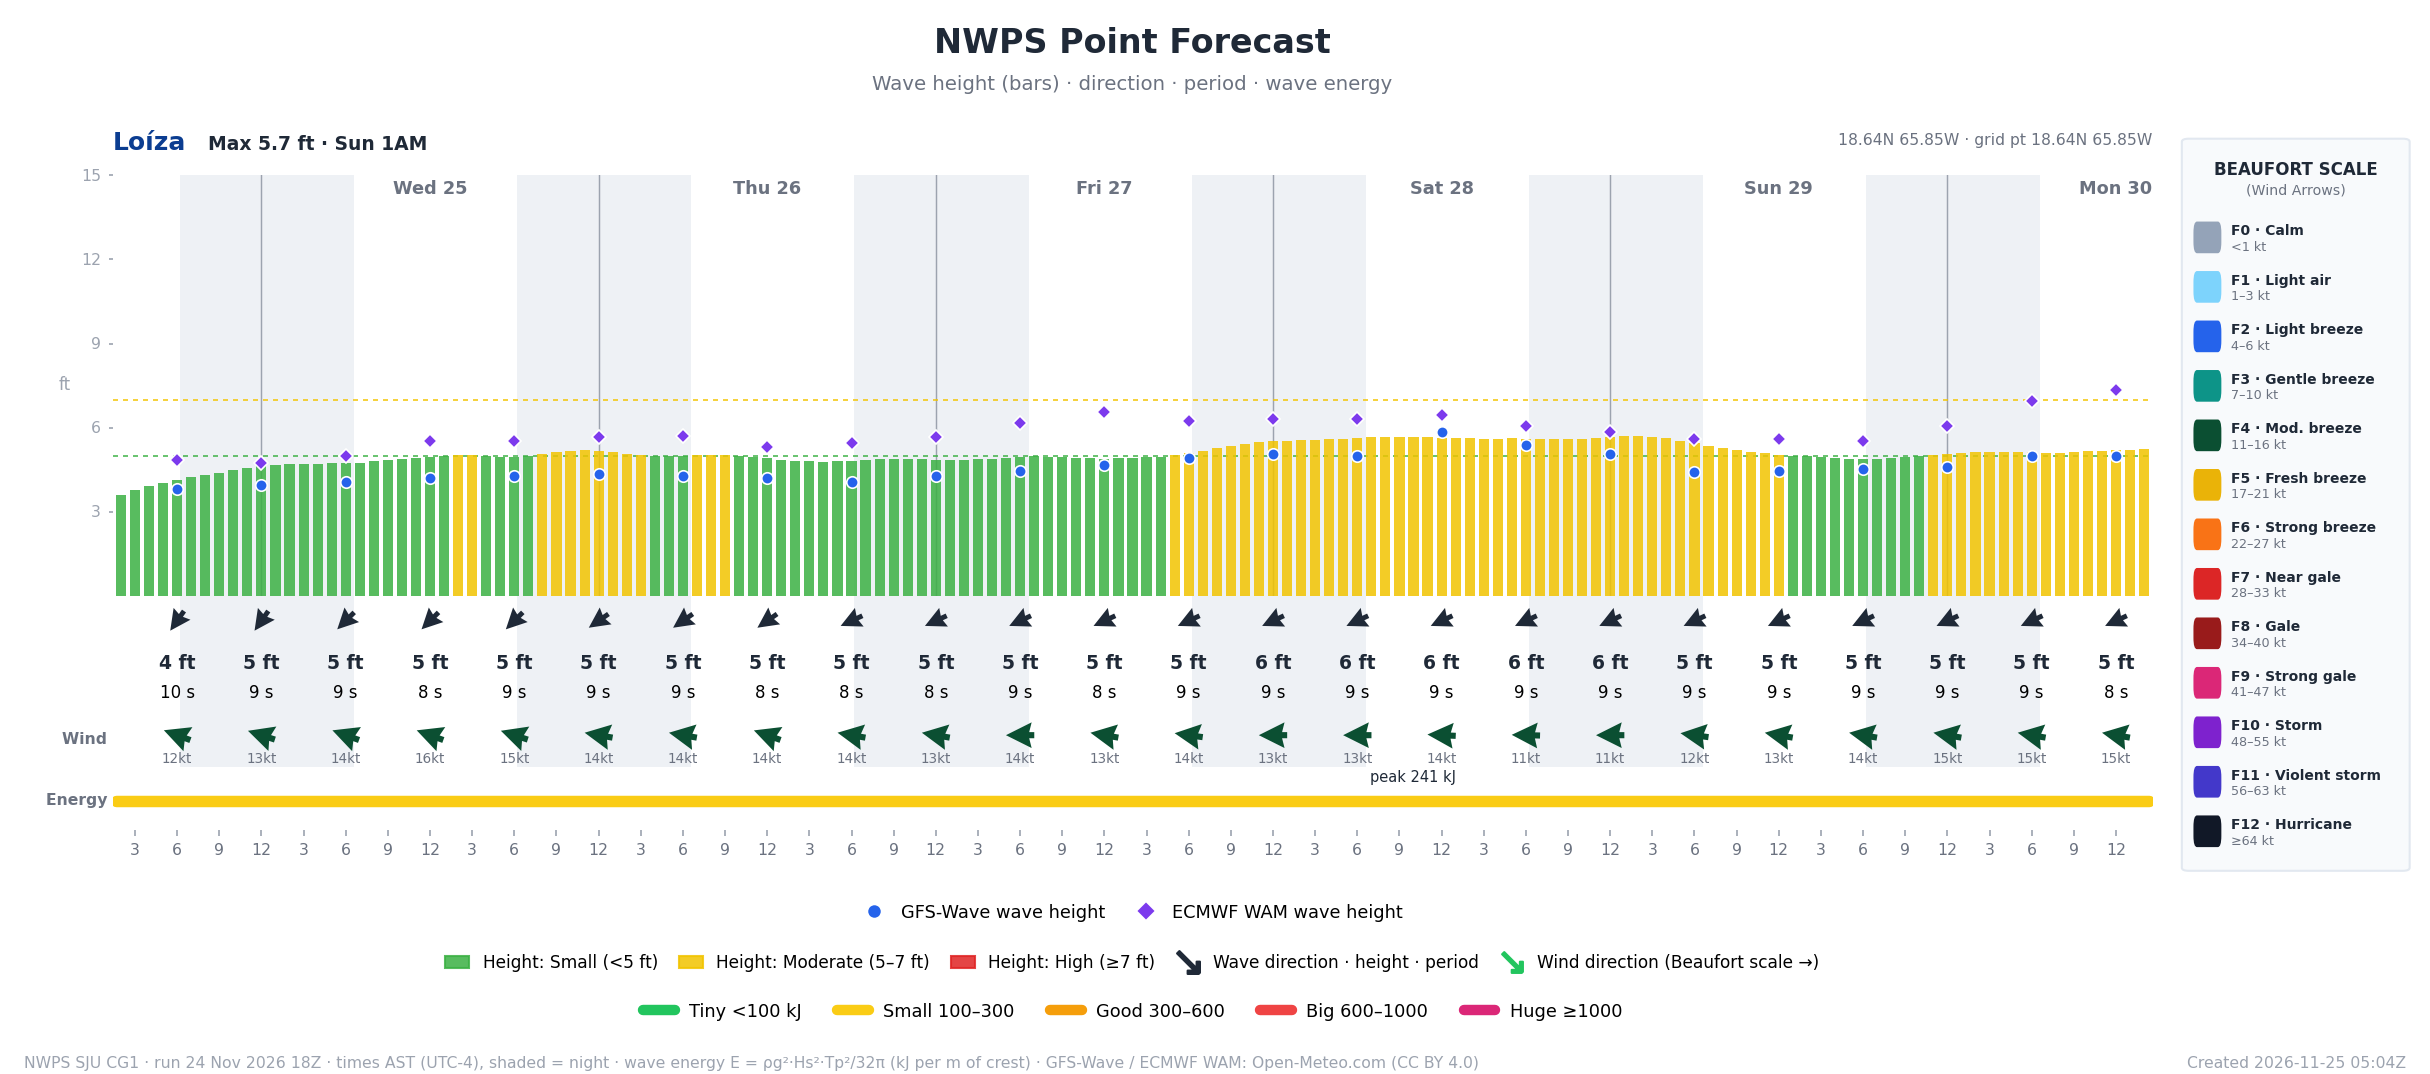 NWPS Point Forecast
Wave height (bars) · direction · period · wave energy
Loíza Max 5.7 ft · Sun 1AM
18.64N 65.85W · grid pt 18.64N 65.85W
Wed 25 Thu 26 Fri 27 Sat 28 Sun 29 Mon 30
15
12
9
ft
6
3
4 ft 5 ft 5 ft 5 ft 5 ft 5 ft 5 ft 5 ft 5 ft 5 ft 5 ft 5 ft 5 ft 6 ft 6 ft 6 ft 6 ft 6 ft 5 ft 5 ft 5 ft 5 ft 5 ft 5 ft
10 s 9 s 9 s 8 s 9 s 9 s 9 s 8 s 8 s 8 s 9 s 8 s 9 s 9 s 9 s 9 s 9 s 9 s 9 s 9 s 9 s 9 s 9 s 8 s
Wind
12kt 13kt 14kt 16kt 15kt 14kt 14kt 14kt 14kt 13kt 14kt 13kt 14kt 13kt 13kt 14kt 11kt 11kt 12kt 13kt 14kt 15kt 15kt 15kt
peak 241 kJ
Energy
3 6 9 12 3 6 9 12 3 6 9 12 3 6 9 12 3 6 9 12 3 6 9 12 3 6 9 12 3 6 9 12 3 6 9 12 3 6 9 12 3 6 9 12 3 6 9 12
BEAUFORT SCALE
(Wind Arrows)
F0 · Calm
<1 kt
F1 · Light air
1–3 kt
F2 · Light breeze
4–6 kt
F3 · Gentle breeze
7–10 kt
F4 · Mod. breeze
11–16 kt
F5 · Fresh breeze
17–21 kt
F6 · Strong breeze
22–27 kt
F7 · Near gale
28–33 kt
F8 · Gale
34–40 kt
F9 · Strong gale
41–47 kt
F10 · Storm
48–55 kt
F11 · Violent storm
56–63 kt
F12 · Hurricane
≥64 kt
GFS-Wave wave height ECMWF WAM wave height
Height: Small (<5 ft) Height: Moderate (5–7 ft) Height: High (≥7 ft) Wave direction · height · period Wind direction (Beaufort scale →)
Tiny <100 kJ Small 100–300 Good 300–600 Big 600–1000 Huge ≥1000
NWPS SJU CG1 · run 24 Nov 2026 18Z · times AST (UTC-4), shaded = night · wave energy E = ρg²·Hs²·Tp²/32π (kJ per m of crest) · GFS-Wave / ECMWF WAM: Open-Meteo.com (CC BY 4.0)
Created 2026-11-25 05:04Z